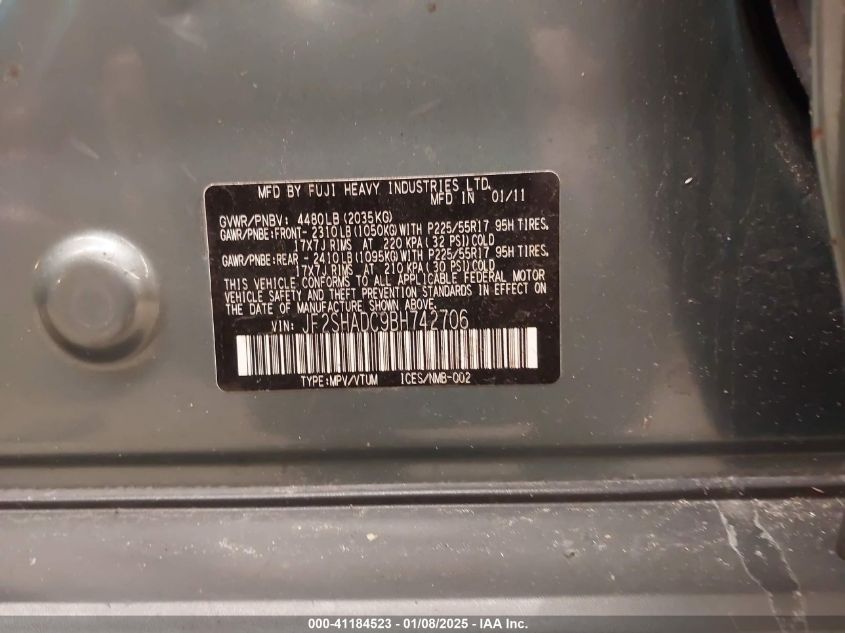 MFD BY FUJI HEAVY INDUSTRIES LTD.
MFD IN 01/11
GVWR/PNBV: 4480LB(2035KG)
GAWR/PNBE:FRONT- 2310LB(1050KG)WITH P225/55R17 95H TIRES,
17X7J RIMS AT 220 KPA( 32 PSI)COLD
GAWR/PNBE:REAR - 2410LB(1095KG)WITH P225/55R17 95H TIRES,
17X7J RIMS AT 210 KPA( 30 PSI)COLD
THIS VEHICLE CONFORMS TO ALL APPLICABLE FEDERAL MOTOR
VEHICLE SAFETY AND THEFT PREVENTION STANDARDS IN EFFECT ON
THE DATE OF MANUFACTURE SHOWN ABOVE.
VIN: JF2SHADC9BH742706
TYPE:MPV/VTUM ICES/NMB-002
000-41184523 - 01/08/2025 - IAA Inc.